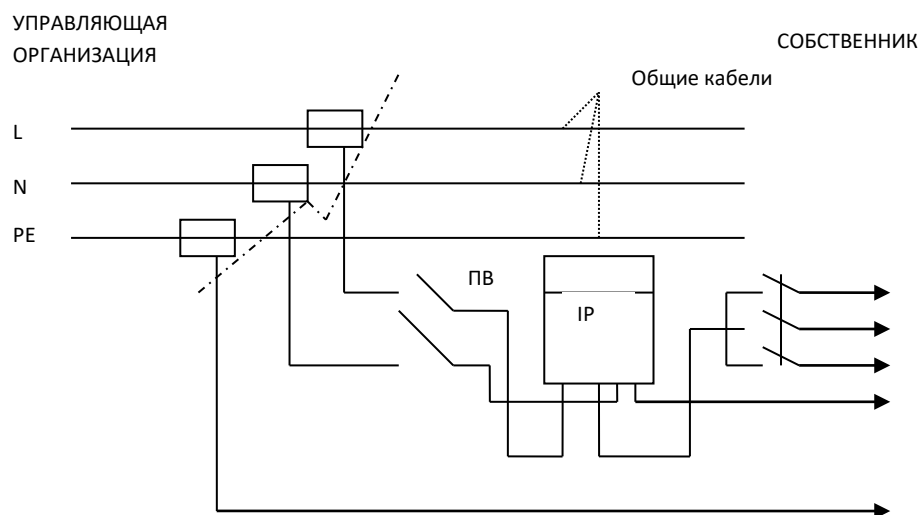 УПРАВЛЯЮЩАЯ
ОРГАНИЗАЦИЯ
СОБСТВЕННИК
Общие кабели
L
N
PE
ПВ
IP